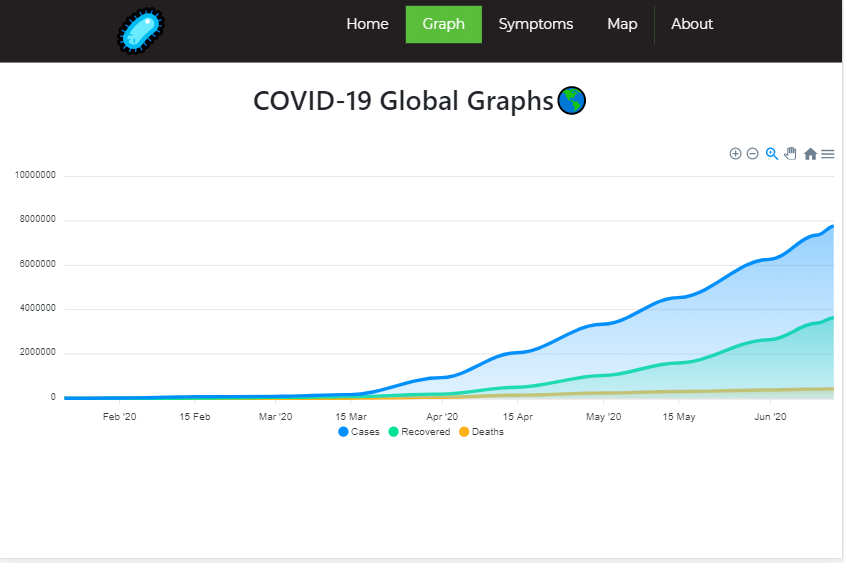 Home Graph Symptoms Map About
COVID-19 Global Graphs
10000000
8000000
6000000
4000000
2000000
0
Feb '20 15 Feb Mar '20 15 Mar Apr '20 15 Apr May '20 15 May Jun '20
Cases Recovered Deaths